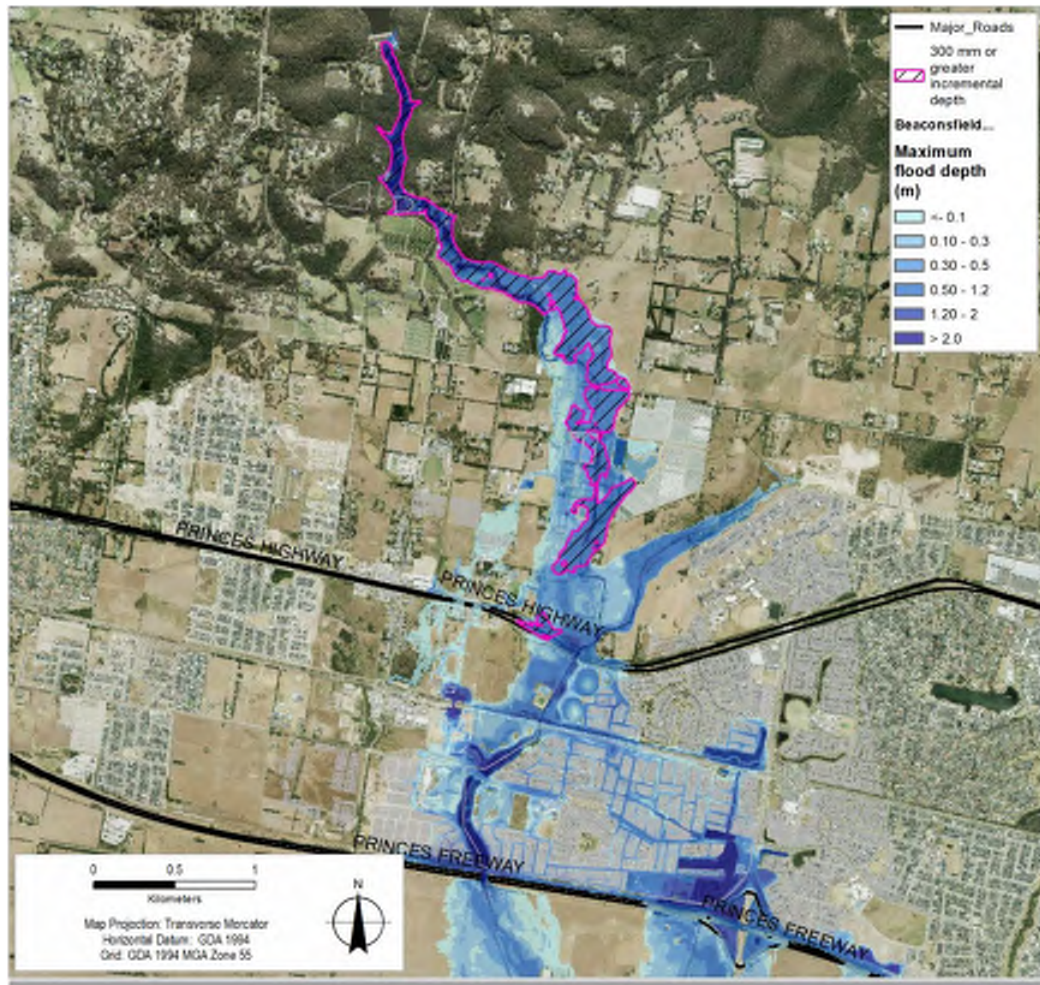 Major_Roads
300 mm or
greater
incremental
depth
Beaconsfield...
Maximum
flood depth
(m)
<- 0.1
0.10 - 0.3
0.30 - 0.5
0.50 - 1.2
1.20 - 2
> 2.0
PRINCES HIGHWAY
PRINCES HIGHWAY
PRINCES FREEWAY
PRINCES FREEWAY
0 0.5 1
Kilometers
N
Map Projection: Transverse Mercator
Horizontal Datum: GDA 1994
Grid: GDA 1994 MGA Zone 55